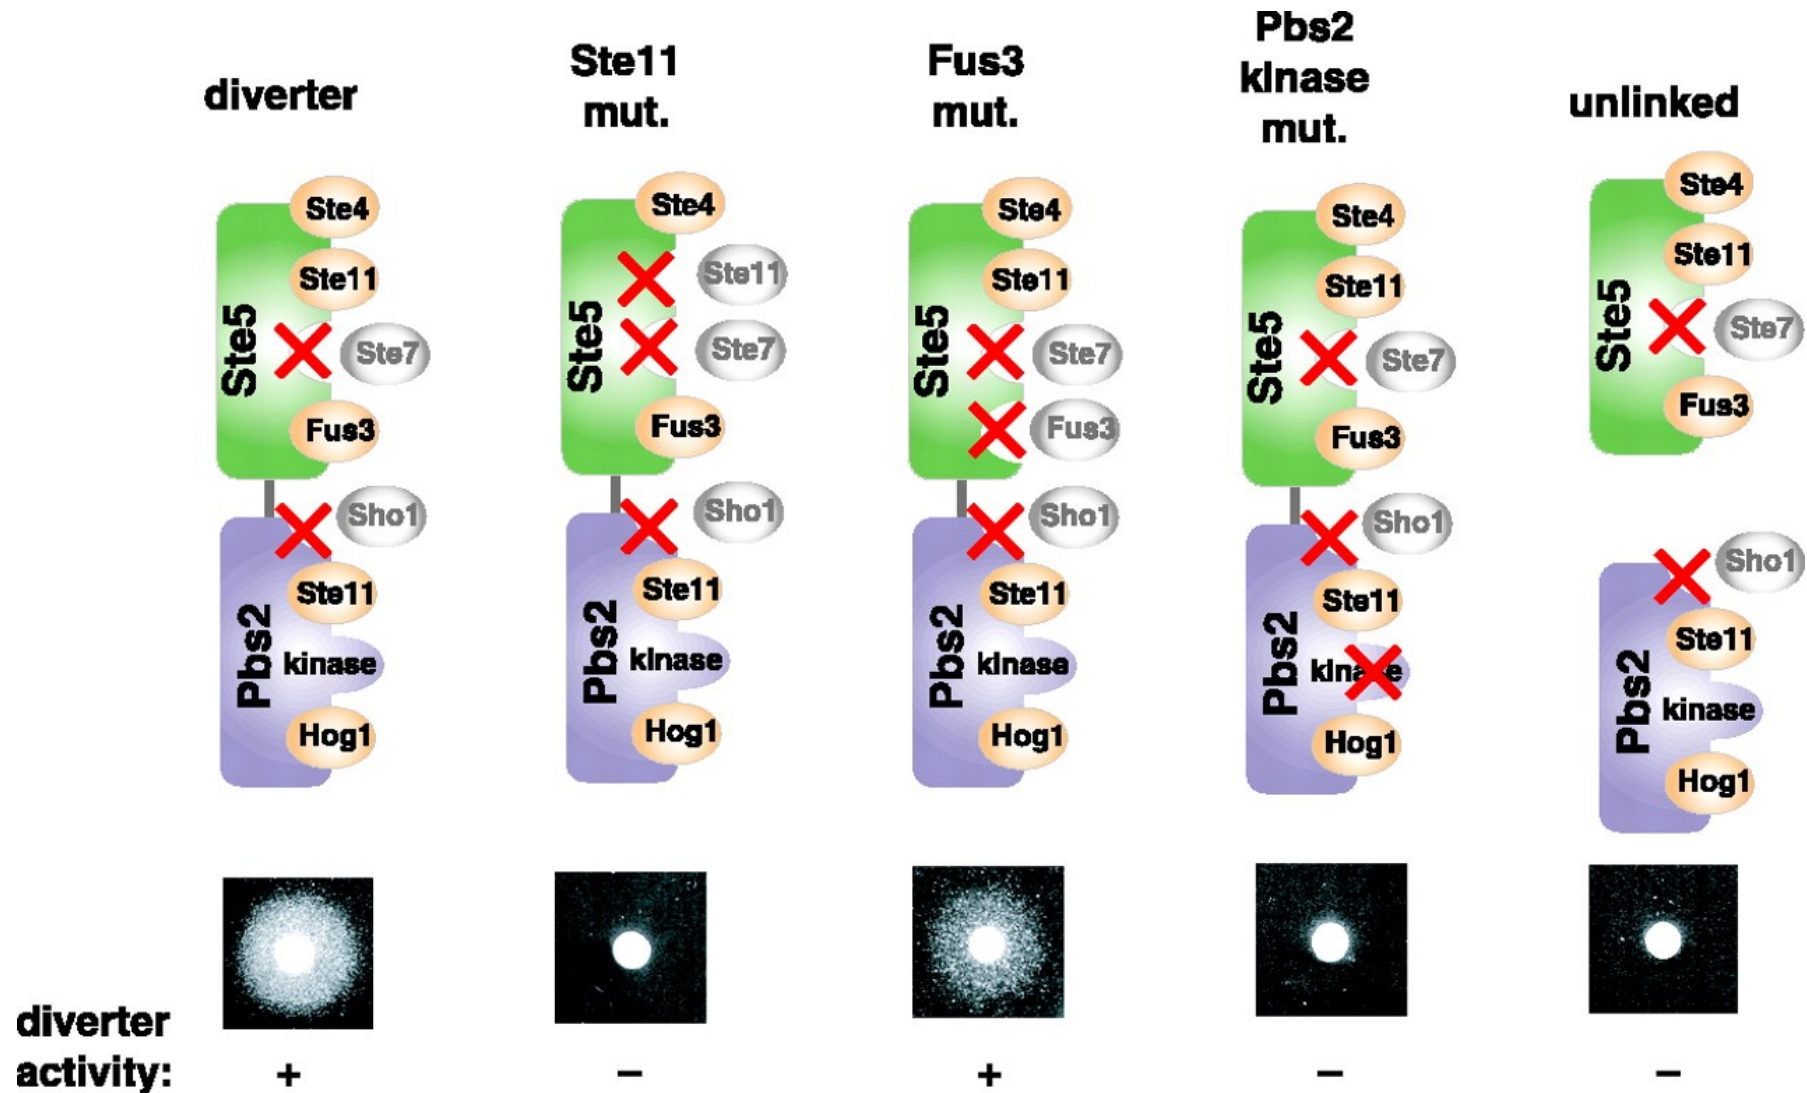 diverter
Ste11
mut.
Fus3
mut.
Pbs2
kinase
mut.
unlinked
Ste5
Ste4
Ste11
Ste7
Fus3
Sho1
Pbs2
Ste11
kinase
Hog1
Ste5
Ste4
Ste11
Ste7
Fus3
Sho1
Pbs2
Ste11
kinase
Hog1
Ste5
Ste4
Ste11
Ste7
Fus3
Sho1
Pbs2
Ste11
kinase
Hog1
Ste5
Ste4
Ste11
Ste7
Fus3
Sho1
Pbs2
Ste11
kinase
Hog1
Ste5
Ste4
Ste11
Ste7
Fus3
Sho1
Pbs2
Ste11
kinase
Hog1
diverter
activity: + – + – –